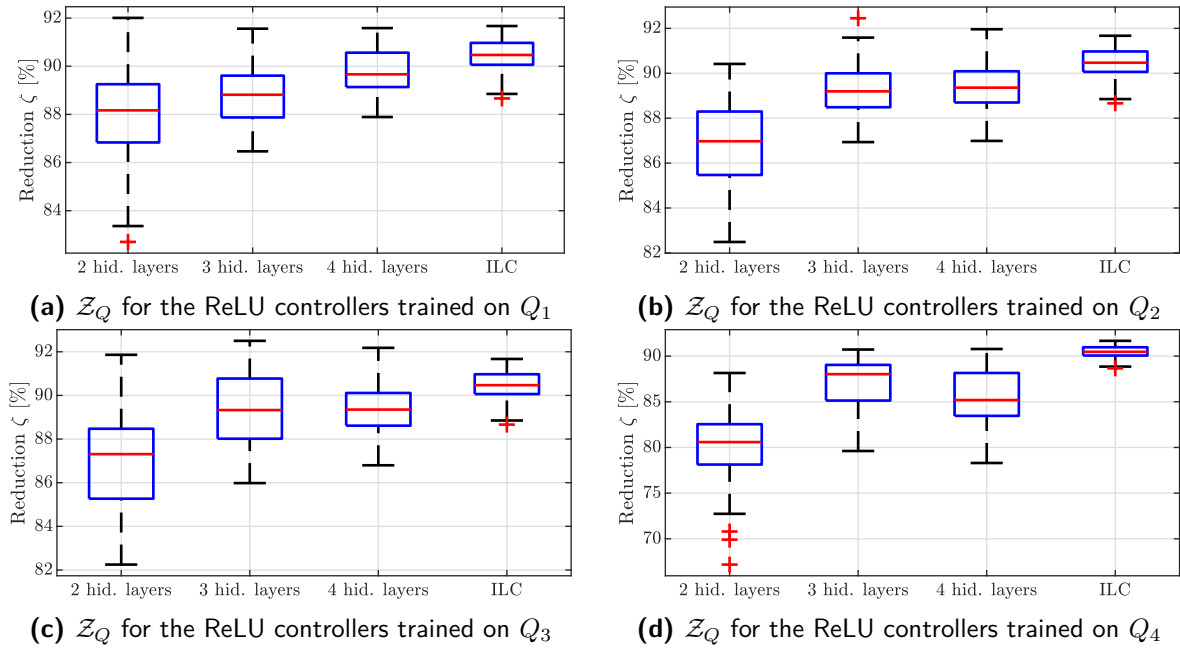 92
90
88
86
84
Reduction ζ [%]
2 hid. layers 3 hid. layers 4 hid. layers ILC
(a) 𝒵_Q for the ReLU controllers trained on Q_1
92
90
88
86
84
82
Reduction ζ [%]
2 hid. layers 3 hid. layers 4 hid. layers ILC
(b) 𝒵_Q for the ReLU controllers trained on Q_2
92
90
88
86
84
82
Reduction ζ [%]
2 hid. layers 3 hid. layers 4 hid. layers ILC
(c) 𝒵_Q for the ReLU controllers trained on Q_3
90
85
80
75
70
Reduction ζ [%]
2 hid. layers 3 hid. layers 4 hid. layers ILC
(d) 𝒵_Q for the ReLU controllers trained on Q_4